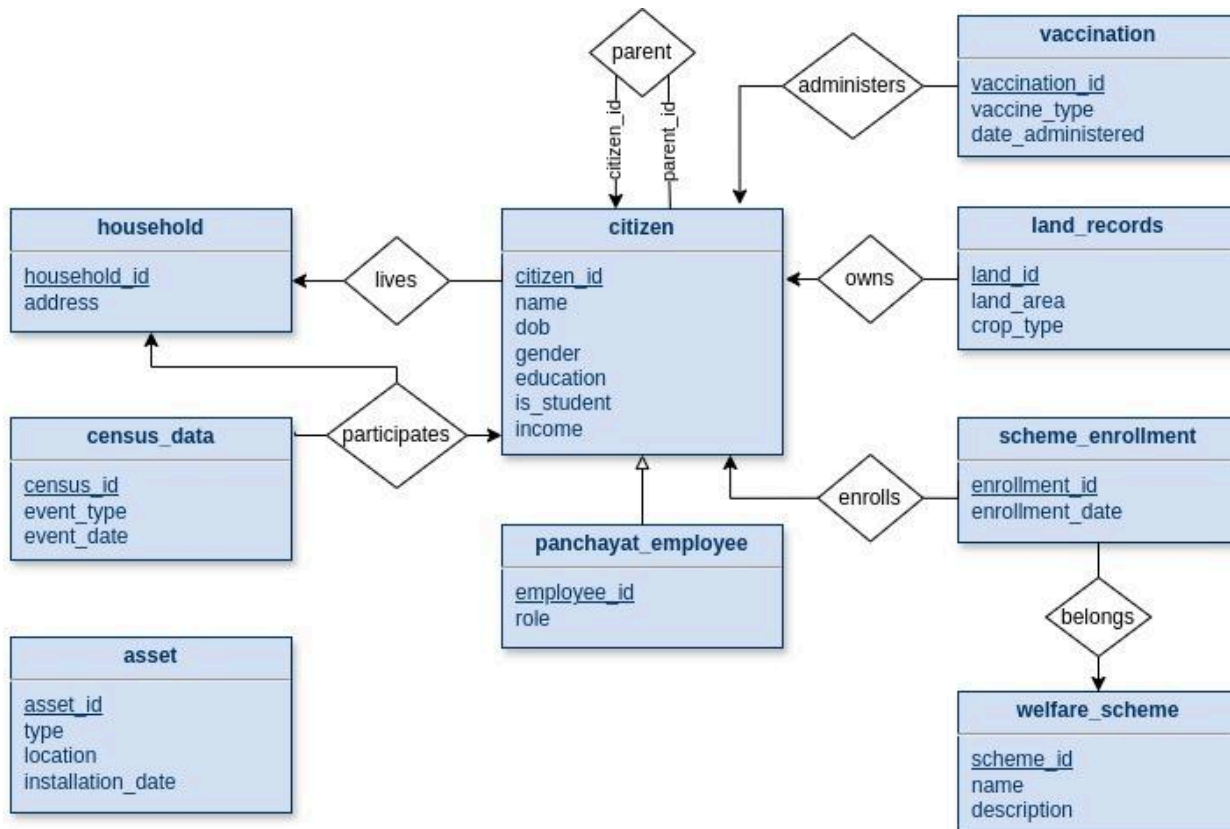 parent
citizen_id
parent_id
administers
vaccination
vaccination_id
vaccine_type
date_administered
household
household_id
address
lives
citizen
citizen_id
name
dob
gender
education
is_student
income
owns
land_records
land_id
land_area
crop_type
census_data
census_id
event_type
event_date
participates
enrolls
scheme_enrollment
enrollment_id
enrollment_date
panchayat_employee
employee_id
role
belongs
asset
asset_id
type
location
installation_date
welfare_scheme
scheme_id
name
description